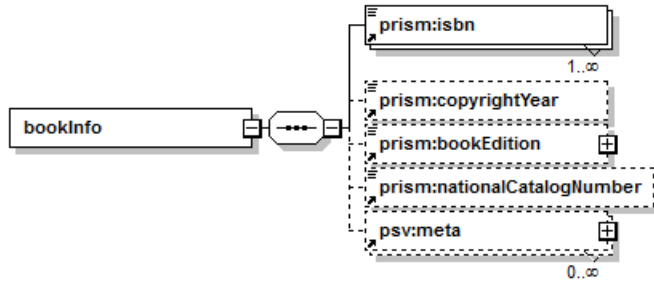 prism:isbn
1..∞
bookInfo
prism:copyrightYear
prism:bookEdition
prism:nationalCatalogNumber
psv:meta
0..∞